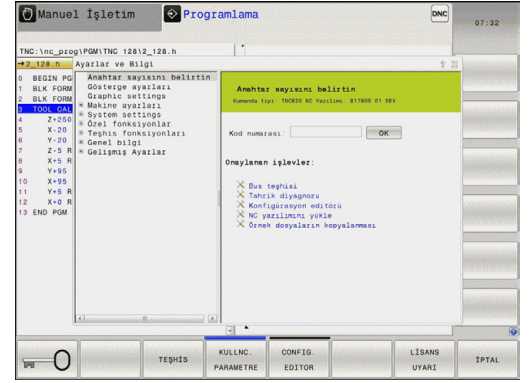 Manuel İşletim
Programlama
DNC
07:32
TNC:\nc_prog\PGM\TNC 128\2_128.h
→2_128.h
Ayarlar ve Bilgi
0 BEGIN PG
1 BLK FORM
2 BLK FORM
3 TOOL CAL
4 Z+250
5 X-20
6 Y-20
7 Z-5 R
8 X+5 R
9 Y+95
10 X+95
11 Y+5 R
12 X+0 R
13 END PGM
Anahtar sayısını belirtin
Gösterge ayarları
Graphic settings
Makine ayarları
System settings
Özel fonksiyonlar
Teşhis fonksiyonları
Genel bilgi
Gelişmiş Ayarlar
Anahtar sayısını belirtin
Kumanda tipi: TNC620 NC Yazılımı: 817605 01 DEV
Kod numarası:
OK
Onaylanan işlevler:
Bus teşhisi
Tahrik diyagnozu
Konfigürasyon editörü
NC yazılımını yükle
Örnek dosyaların kopyalanması
TEŞHİS
KULLNC.
PARAMETRE
CONFIG.
EDITOR
LİSANS
UYARI
İPTAL